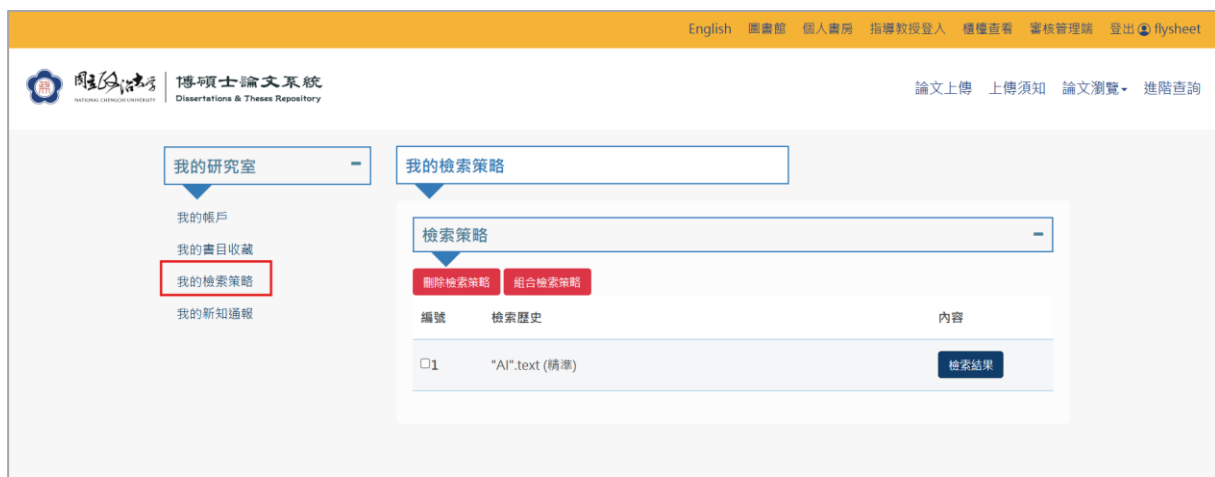 English 圖書館 個人書房 指導教授登入 櫃檯查看 審核管理端 登出 flysheet
國立政治大學 博碩士論文系統
NATIONAL CHENGCHI UNIVERSITY Dissertations & Theses Repository
論文上傳 上傳須知 論文瀏覽 進階查詢
我的研究室
我的檢索策略
我的帳戶
我的書目收藏
我的檢索策略
我的新知通報
檢索策略
刪除檢索策略 組合檢索策略
編號 檢索歷史 內容
1 "AI".text (精準) 檢索結果